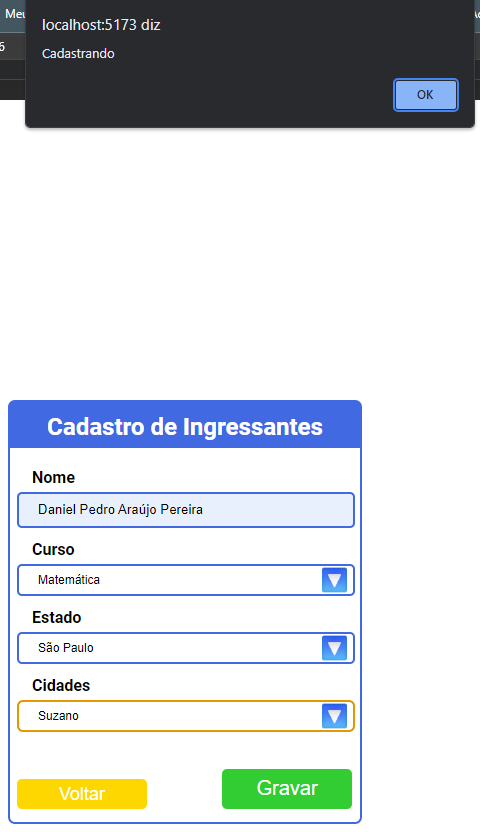 Meu
localhost:5173 diz
6
Cadastrando
OK
Cadastro de Ingressantes
Nome
Daniel Pedro Araújo Pereira
Curso
Matemática
Estado
São Paulo
Cidades
Suzano
Voltar
Gravar